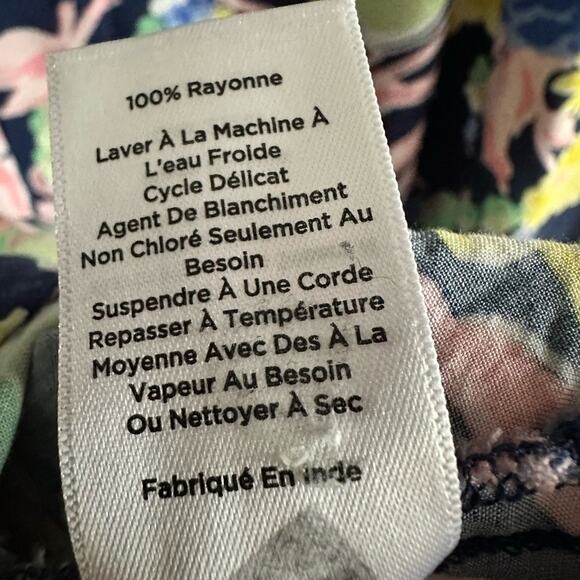 100% Rayonne
Laver À La Machine À
L'eau Froide
Cycle Délicat
Agent De Blanchiment
Non Chloré Seulement Au
Besoin
Suspendre À Une Corde
Repasser À Température
Moyenne Avec Des À La
Vapeur Au Besoin
Ou Nettoyer À Sec
Fabriqué En Inde